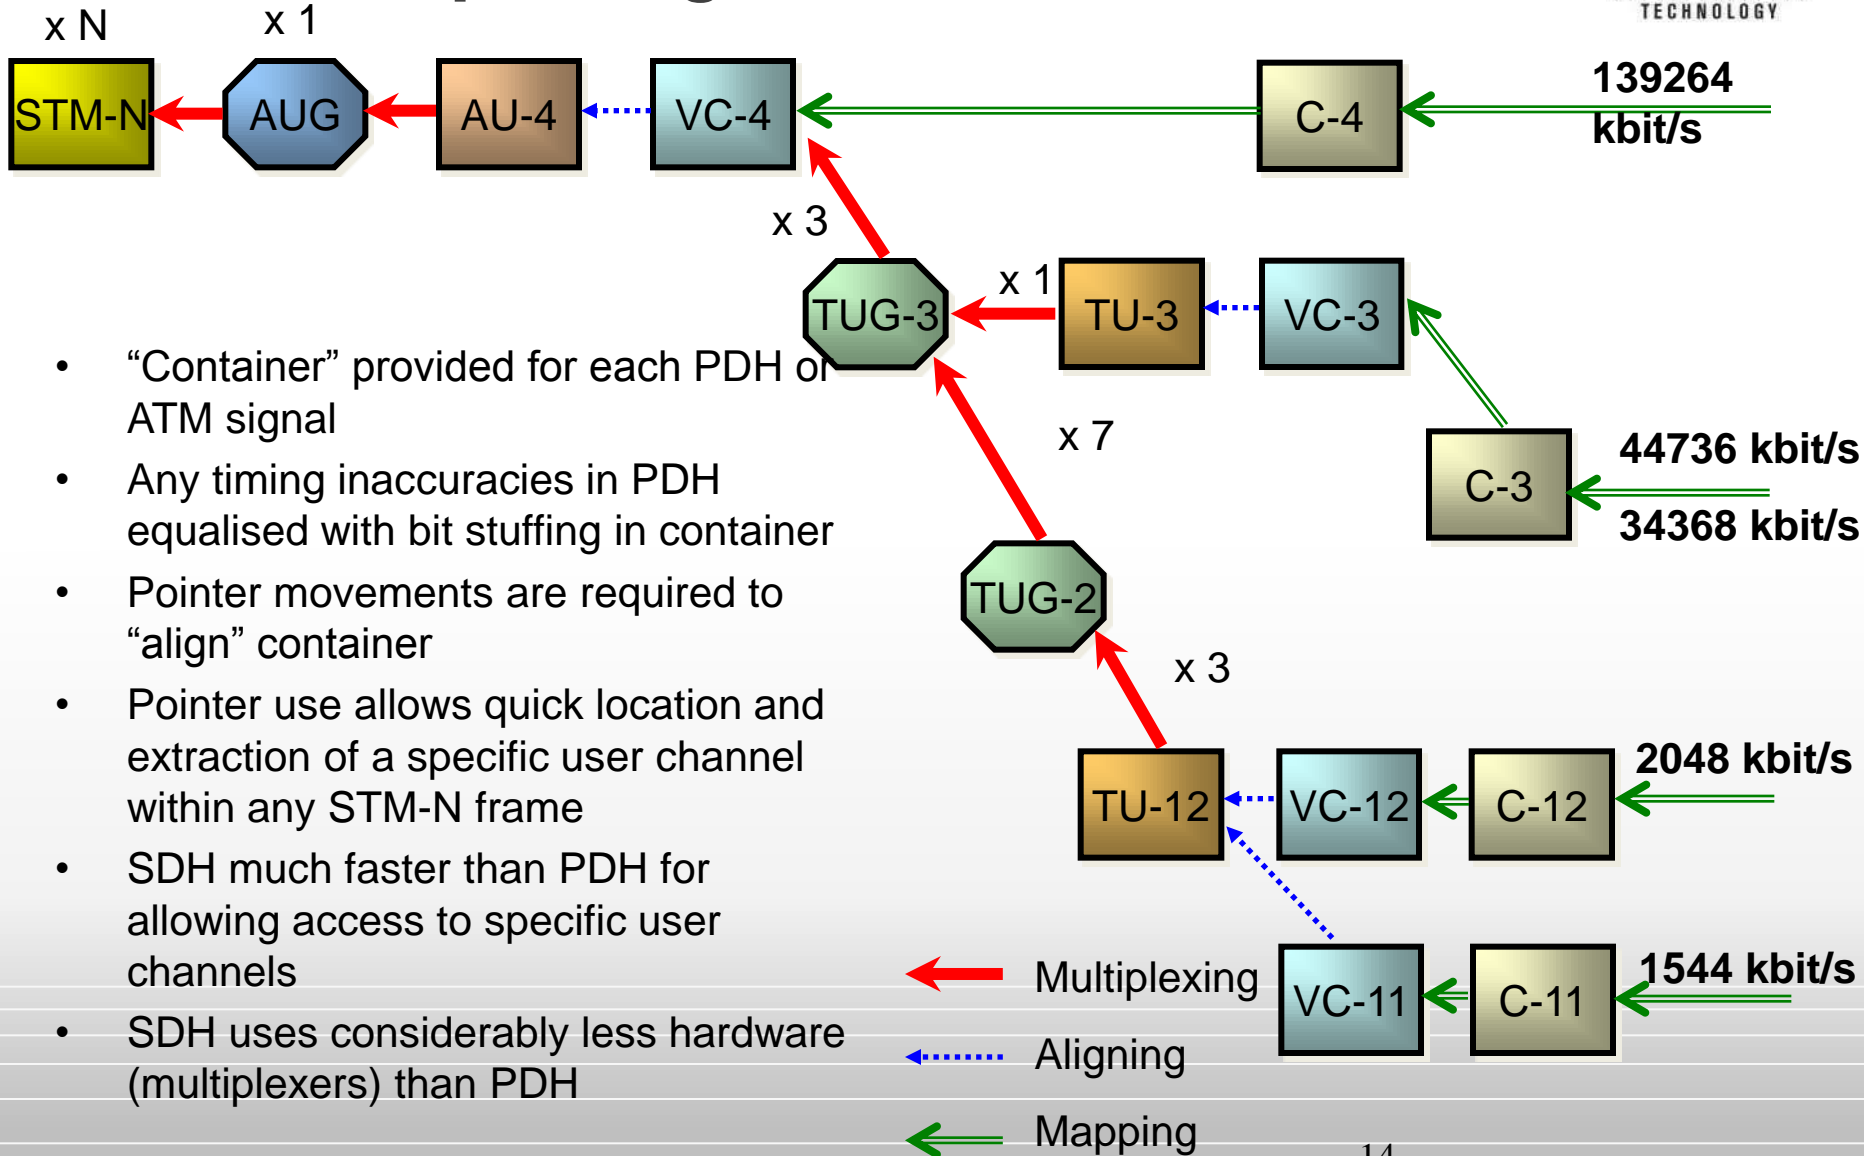 TECHNOLOGY
x N
x 1
STM-N
AUG
AU-4
VC-4
C-4
139264
kbit/s
x 3
TUG-3
x 1
TU-3
VC-3
x 7
C-3
44736 kbit/s
34368 kbit/s
TUG-2
x 3
TU-12
VC-12
C-12
2048 kbit/s
VC-11
C-11
1544 kbit/s
• “Container” provided for each PDH or
ATM signal
• Any timing inaccuracies in PDH
equalised with bit stuffing in container
• Pointer movements are required to
“align” container
• Pointer use allows quick location and
extraction of a specific user channel
within any STM-N frame
• SDH much faster than PDH for
allowing access to specific user
channels
• SDH uses considerably less hardware
(multiplexers) than PDH
Multiplexing
Aligning
Mapping
14